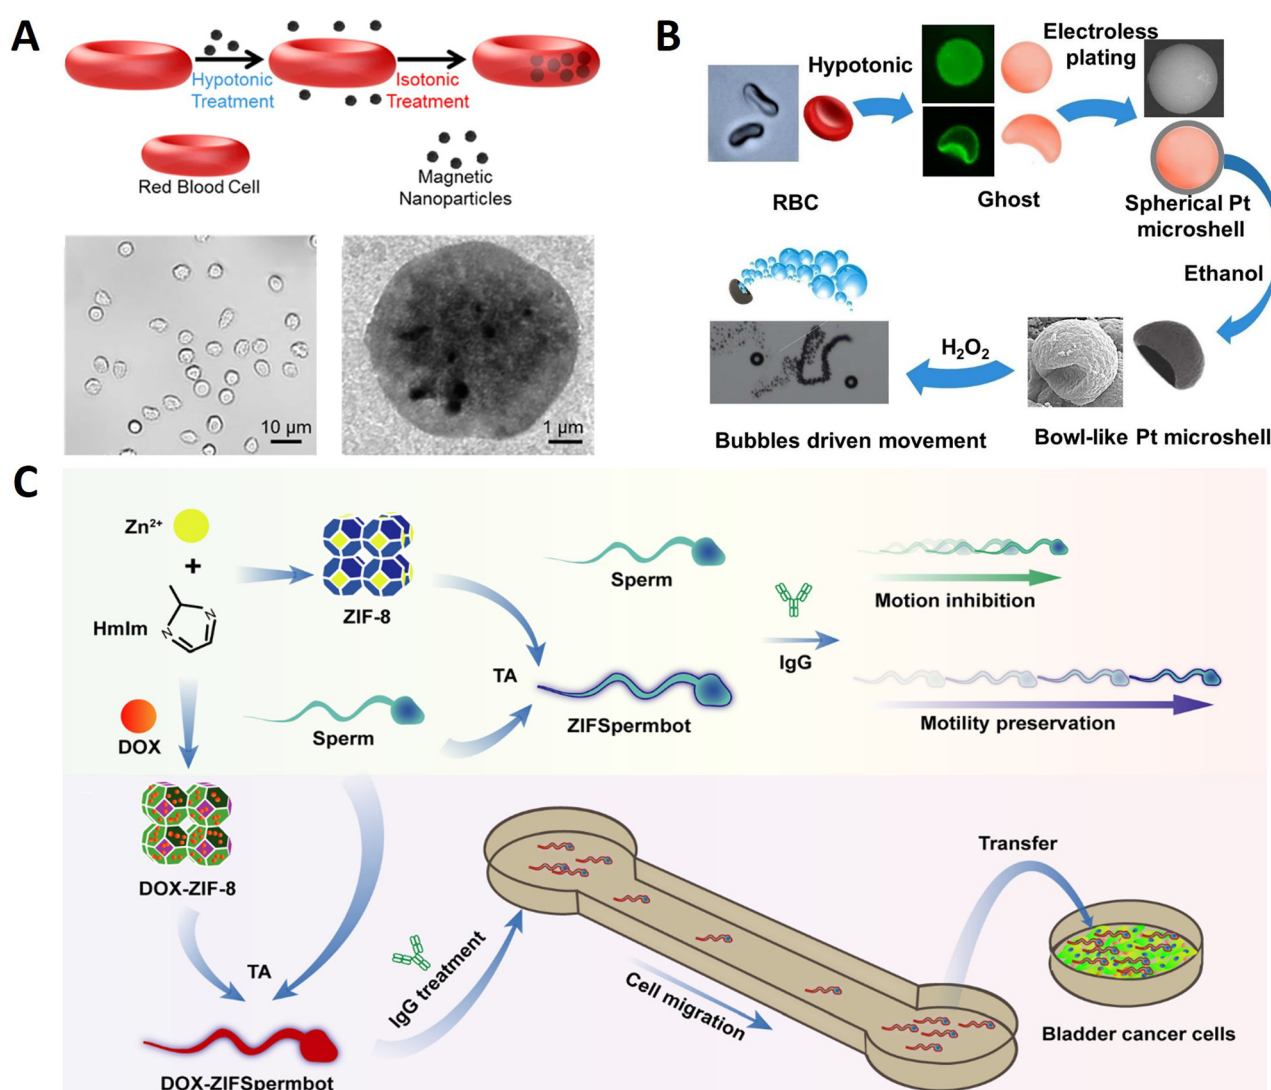 A
Hypotonic
Treatment
Isotonic
Treatment
Red Blood Cell
Magnetic
Nanoparticles
10 µm
1 µm
B
Hypotonic
Electroless
plating
RBC
Ghost
Spherical Pt
microshell
Ethanol
H₂O₂
Bubbles driven movement
Bowl-like Pt microshell
C
Zn²⁺
+
HmIm
N
N
ZIF-8
Sperm
Motion inhibition
IgG
TA
ZIFSpermbot
Motility preservation
Sperm
DOX
DOX-ZIF-8
TA
DOX-ZIFSpermbot
IgG treatment
Cell migration
Transfer
Bladder cancer cells